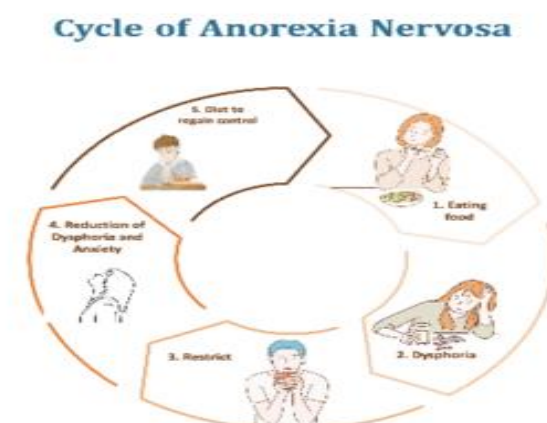 Cycle of Anorexia Nervosa
5. Diet to
regain control
1. Eating
food
4. Reduction of
Dysphoria and
Anxiety
3. Restrict
2. Dysphoria